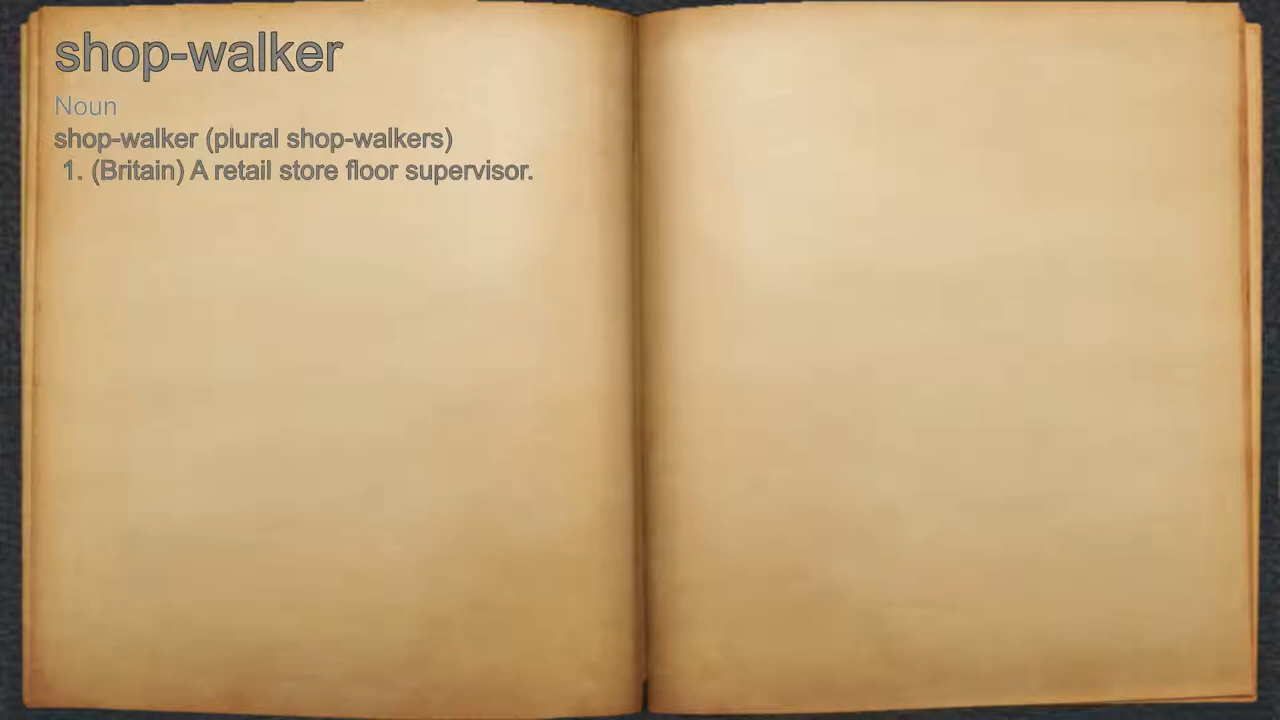 shop-walker
Noun
shop-walker (plural shop-walkers)
1. (Britain) A retail store floor supervisor.